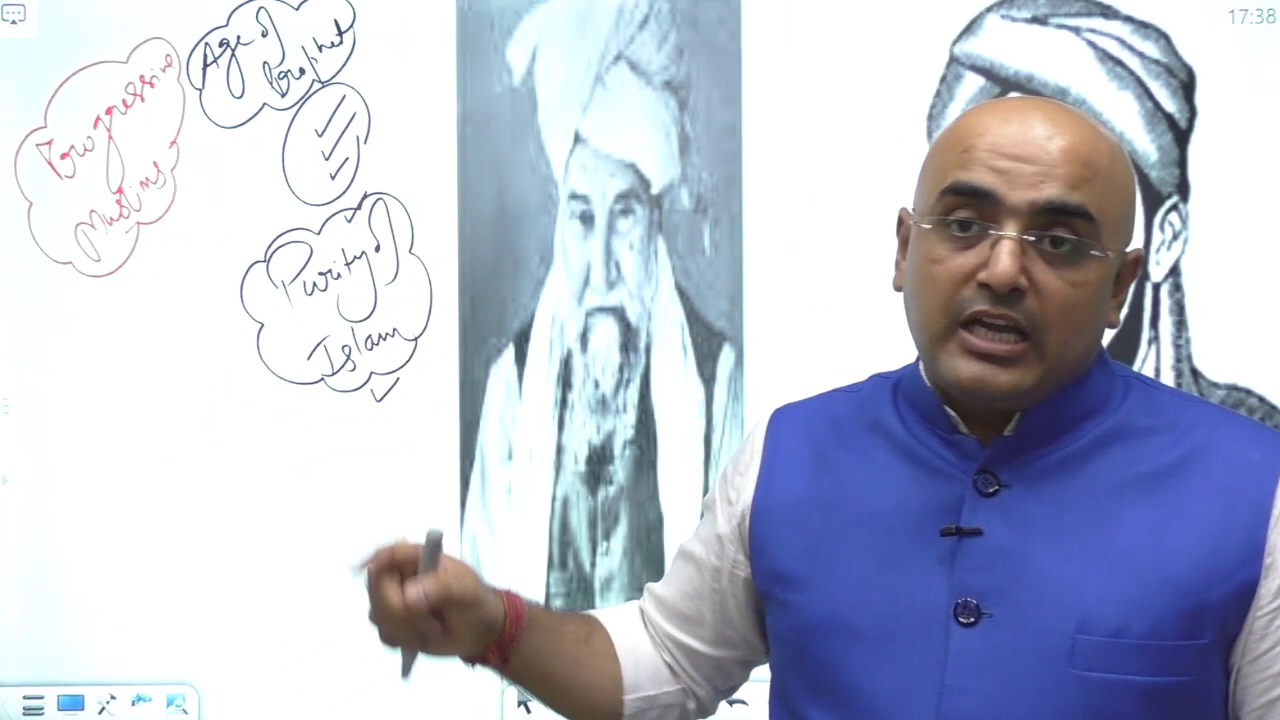 Progressive
Muslims
Age of
Prophet
Purity of
Islam
17:38